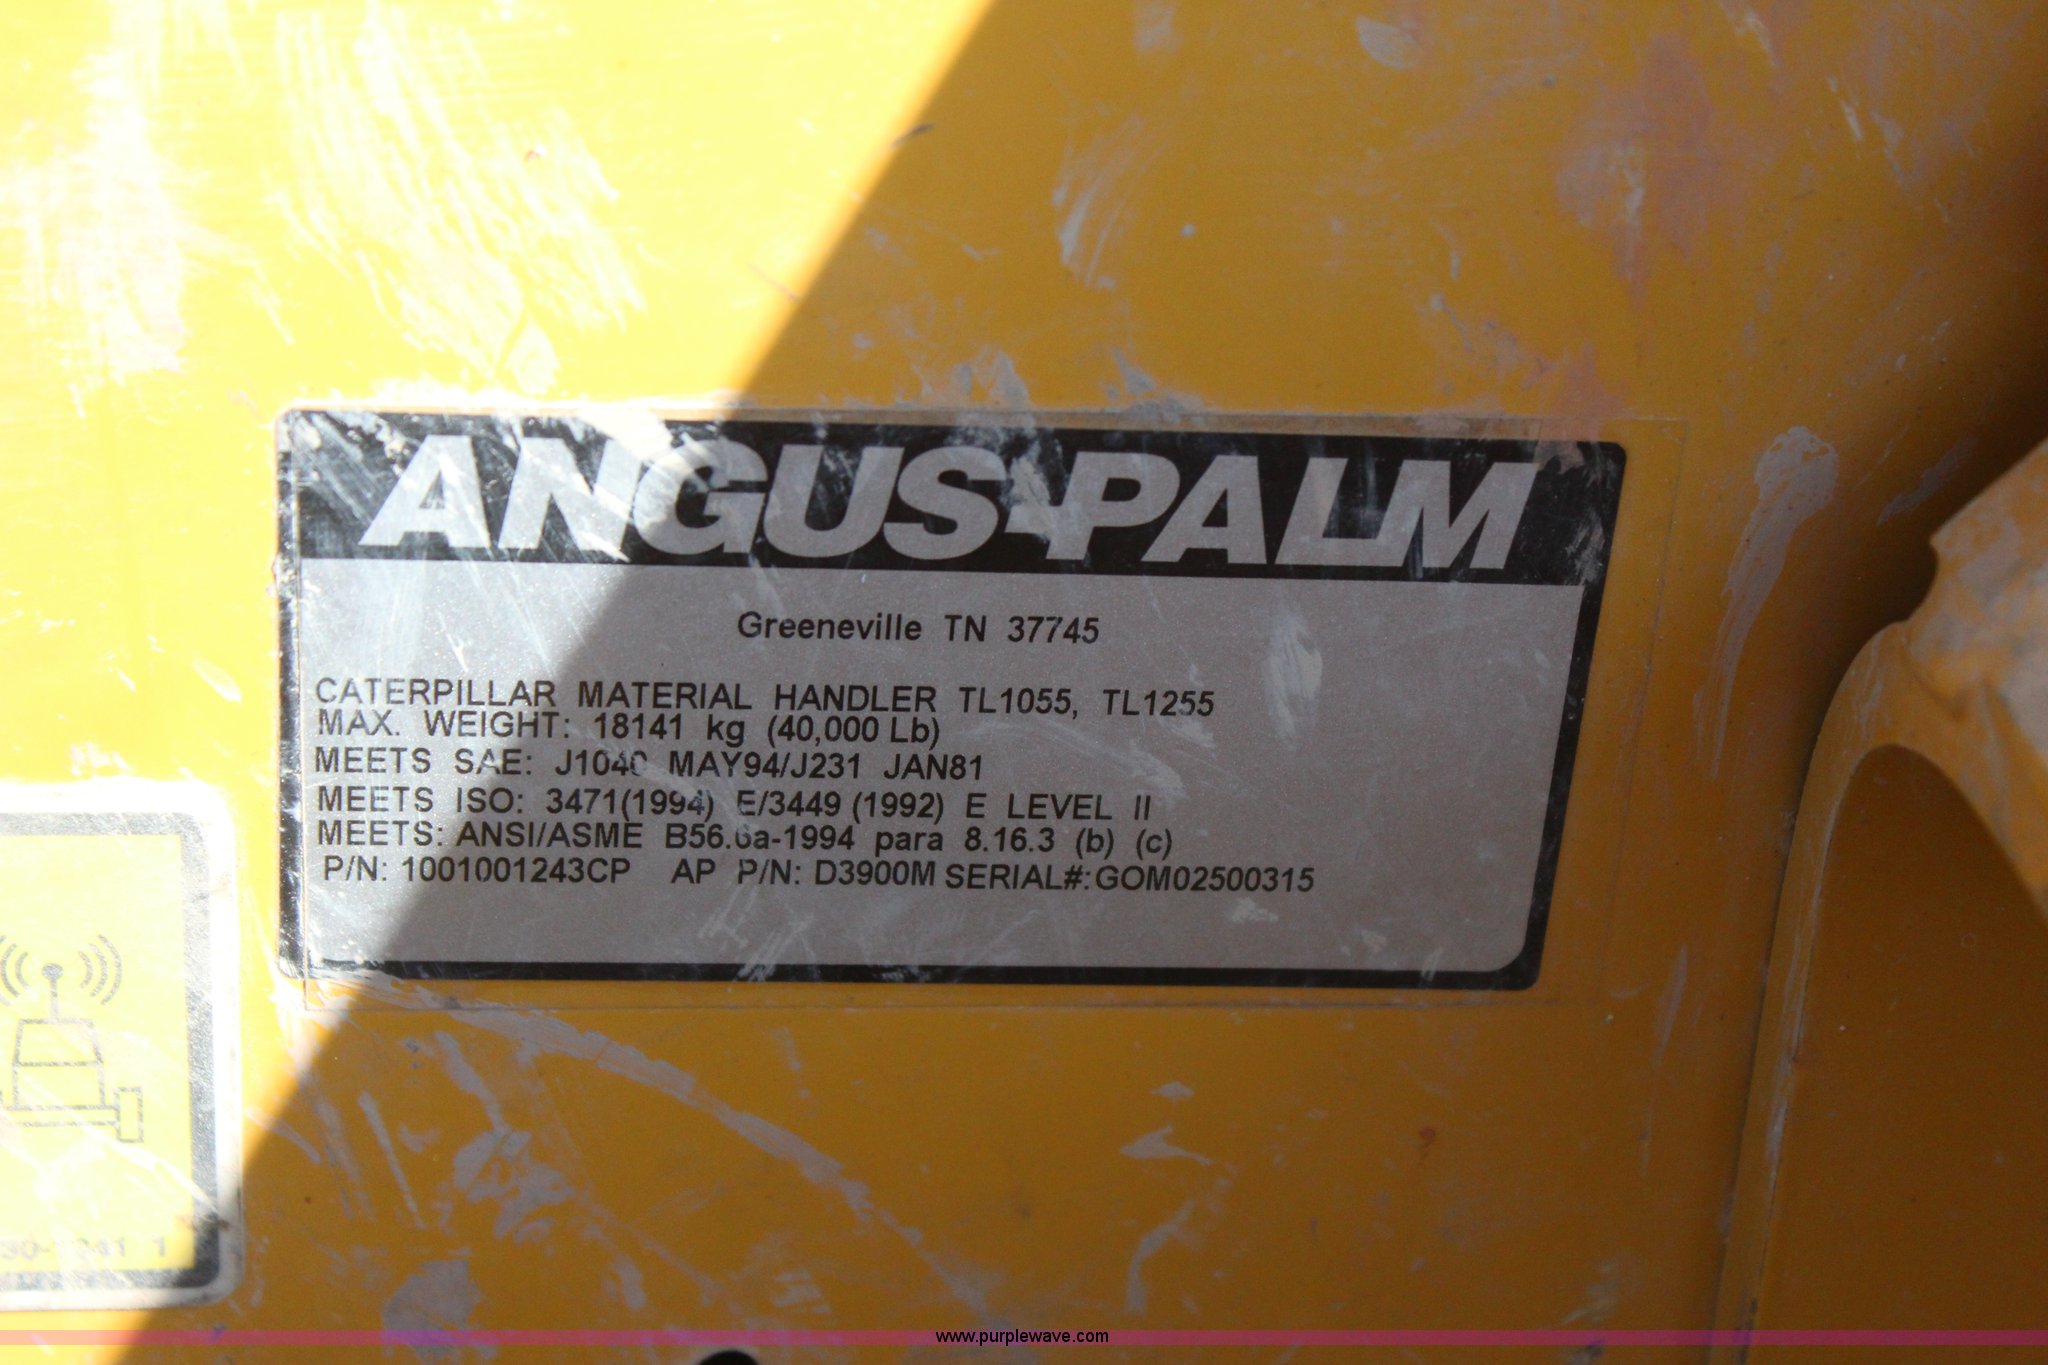 ANGUS-PALM
Greeneville TN 37745
CATERPILLAR MATERIAL HANDLER TL1055, TL1255
MAX. WEIGHT: 18141 kg (40,000 Lb)
MEETS SAE: J1040 MAY94/J231 JAN81
MEETS ISO: 3471(1994) E/3449 (1992) E LEVEL II
MEETS: ANSI/ASME B56.6a-1994 para 8.16.3 (b) (c)
P/N: 1001001243CP AP P/N: D3900M SERIAL#:GOM02500315
1
www.purplewave.com